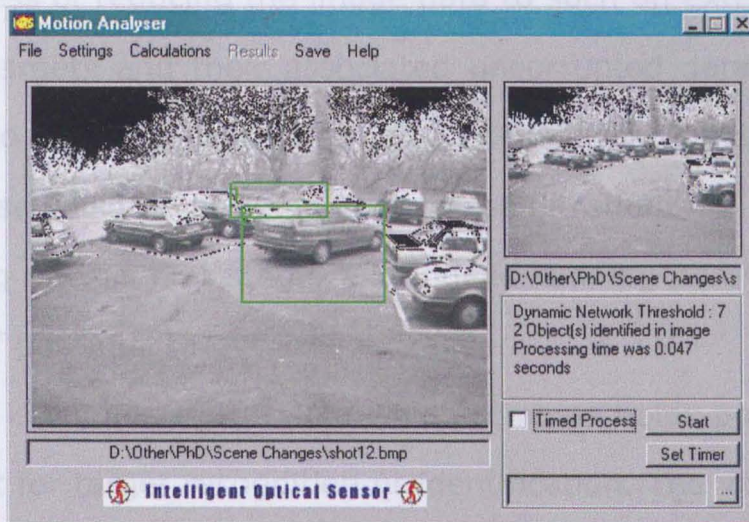 Motion Analyser
File Settings Calculations Results Save Help
D:\Other\PhD\Scene Changes\s
Dynamic Network Threshold : 7
2 Object(s) identified in image
Processing time was 0.047
seconds
Timed Process
Start
D:\Other\PhD\Scene Changes\shot12.bmp
Set Timer
Intelligent Optical Sensor
...